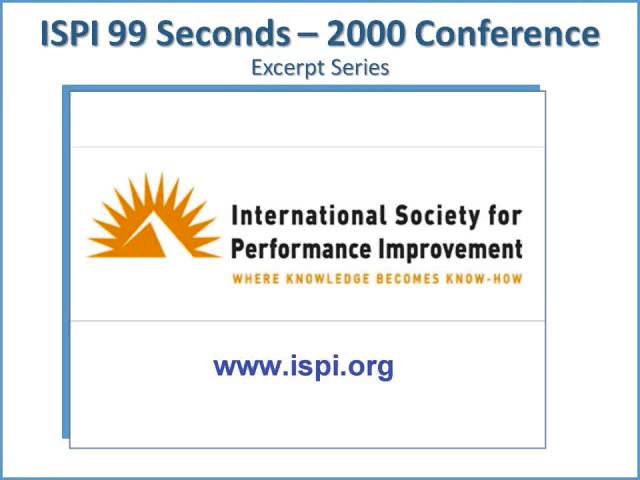 ISPI 99 Seconds – 2000 Conference
Excerpt Series
International Society for
Performance Improvement
WHERE KNOWLEDGE BECOMES KNOW-HOW
www.ispi.org